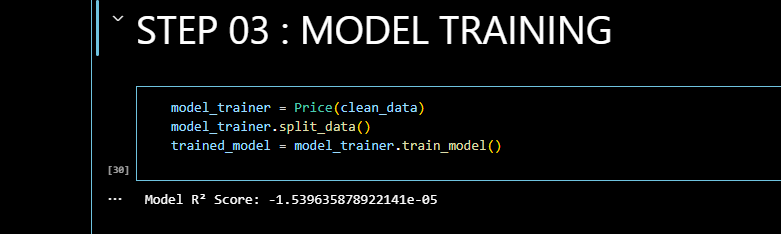 STEP 03 : MODEL TRAINING
model_trainer = Price(clean_data)
model_trainer.split_data()
trained_model = model_trainer.train_model()
[30]
... Model R² Score: -1.539635878922141e-05